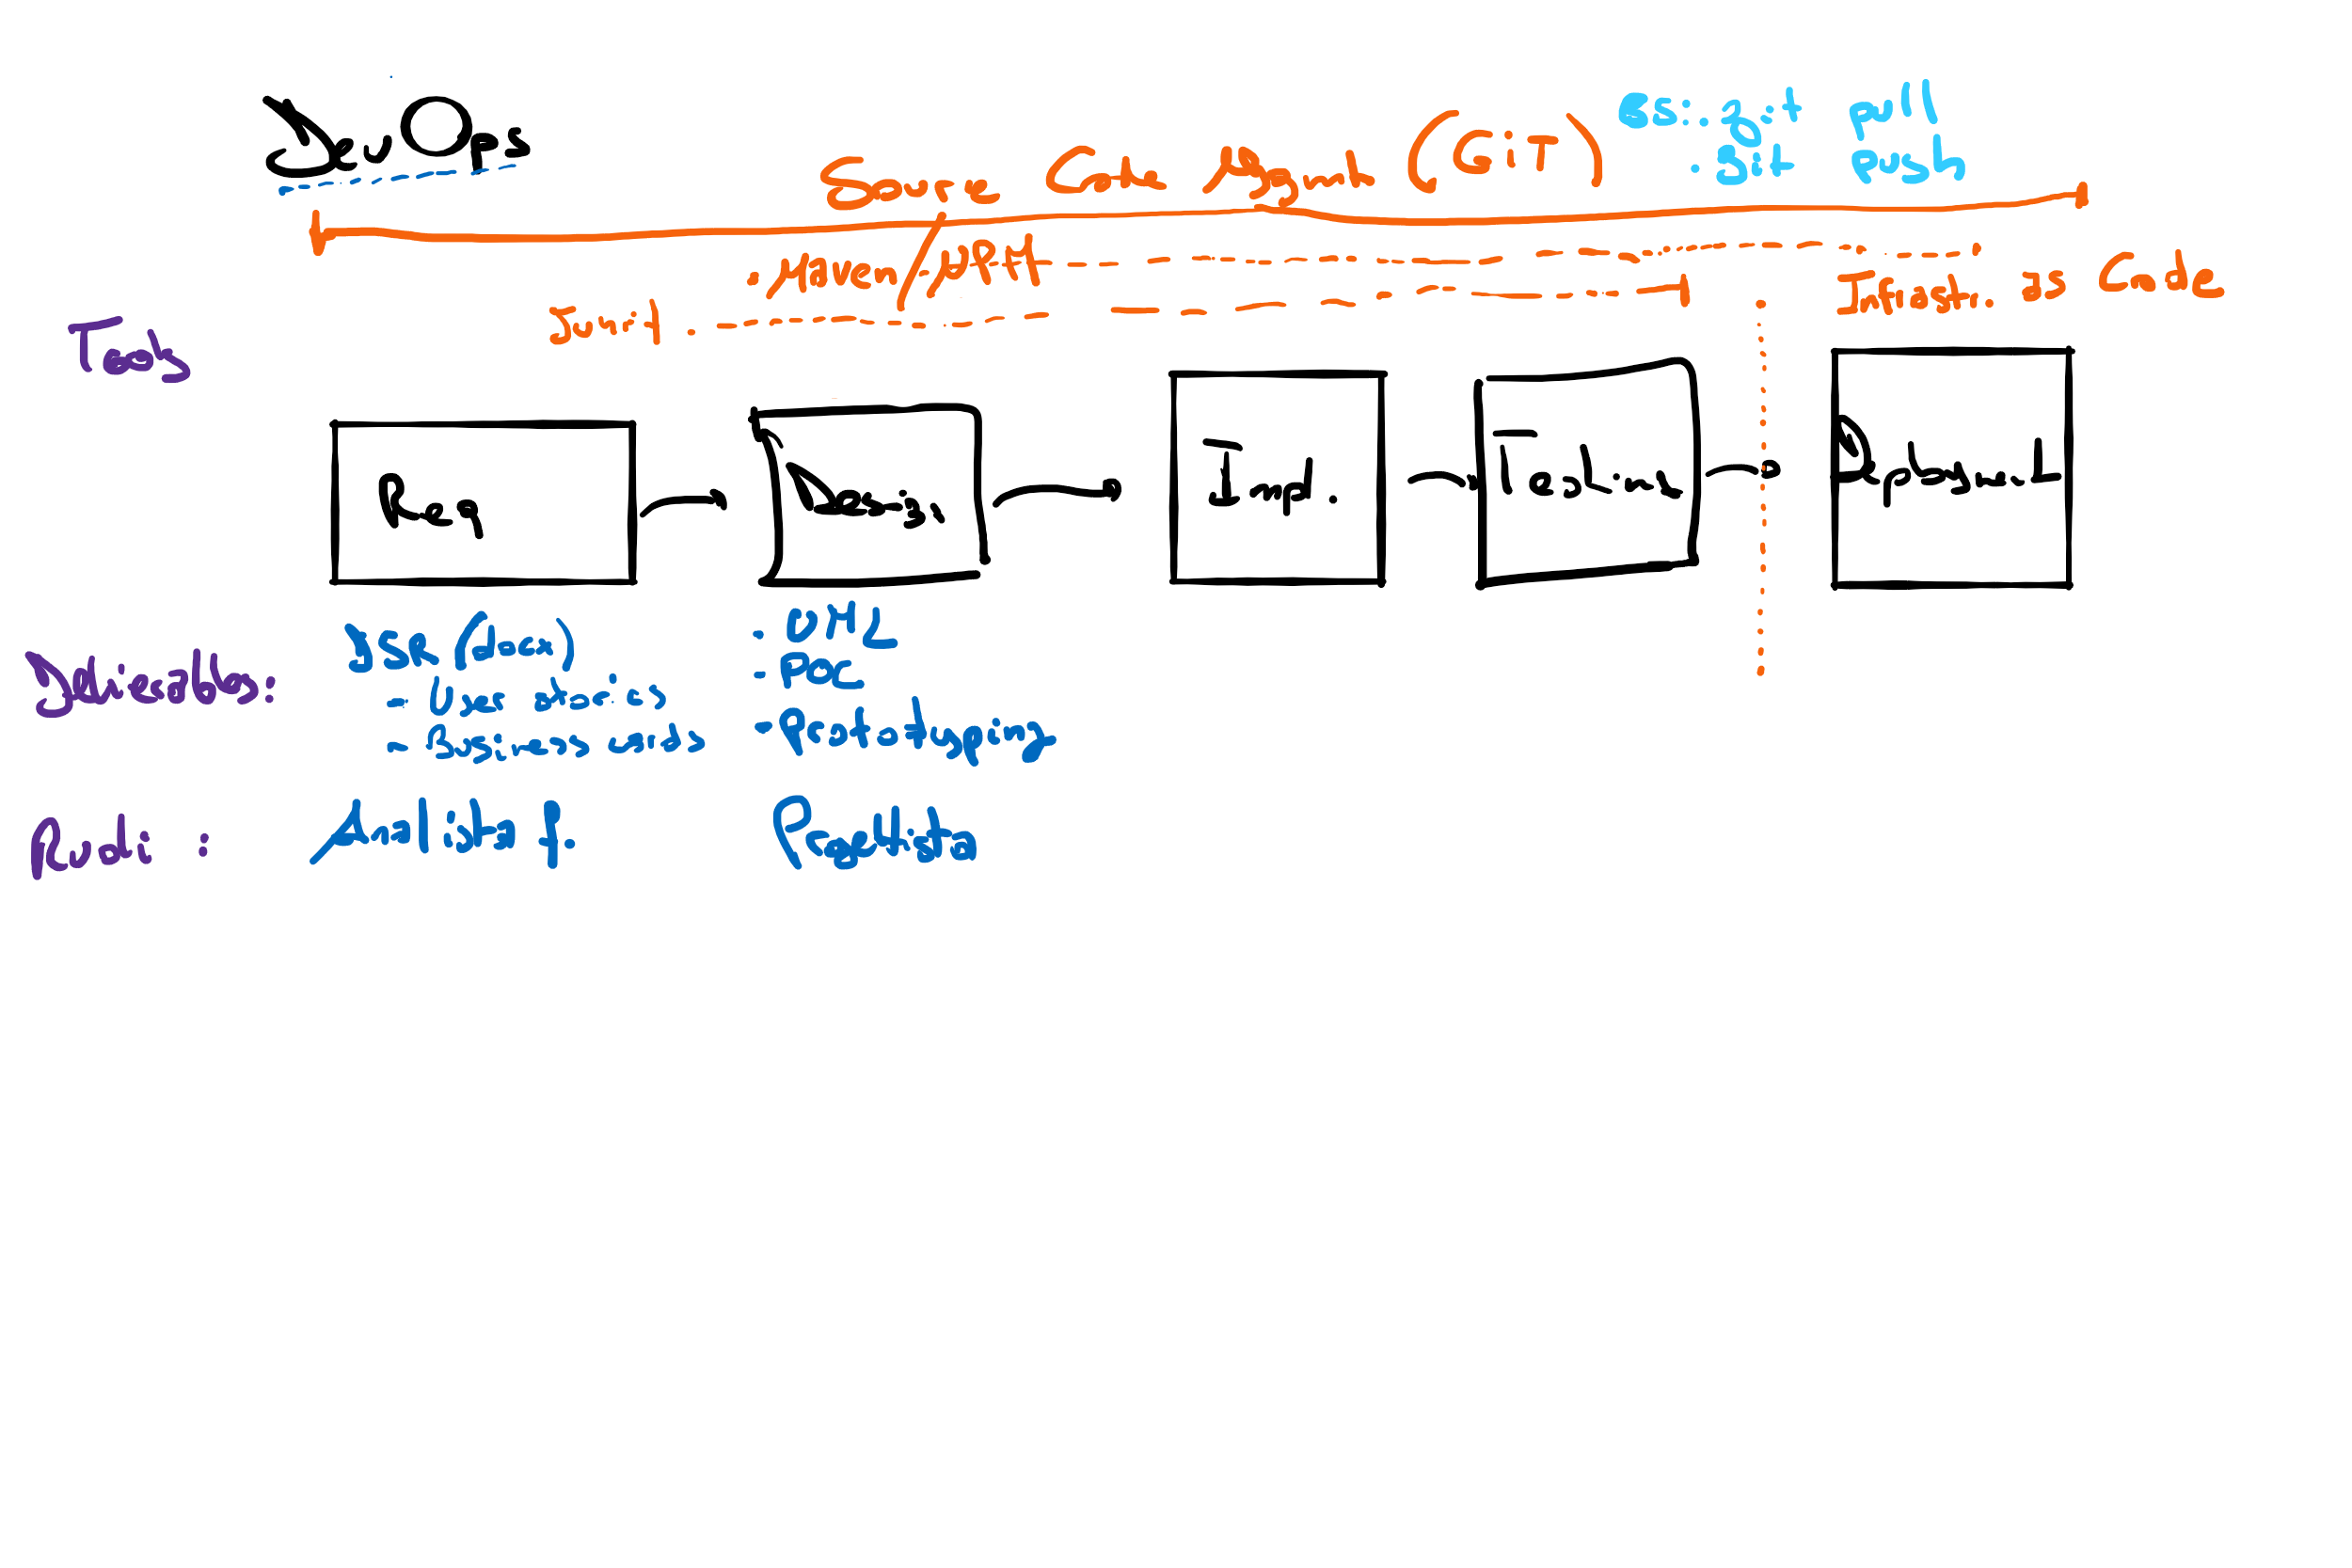 DevOps
Source Code Mgmt (GiT)
Es: . git pull
. git push
. Maven / NPM
Junit
Infrastr. as Code
Tools
Req
Design
Impl.
Testing
Deployment
Deliverables:
DSR (docx)
- User stories
- Business needs
- UML
- POC
- Prototyping
Ruoli :
Analista P.
Progettista